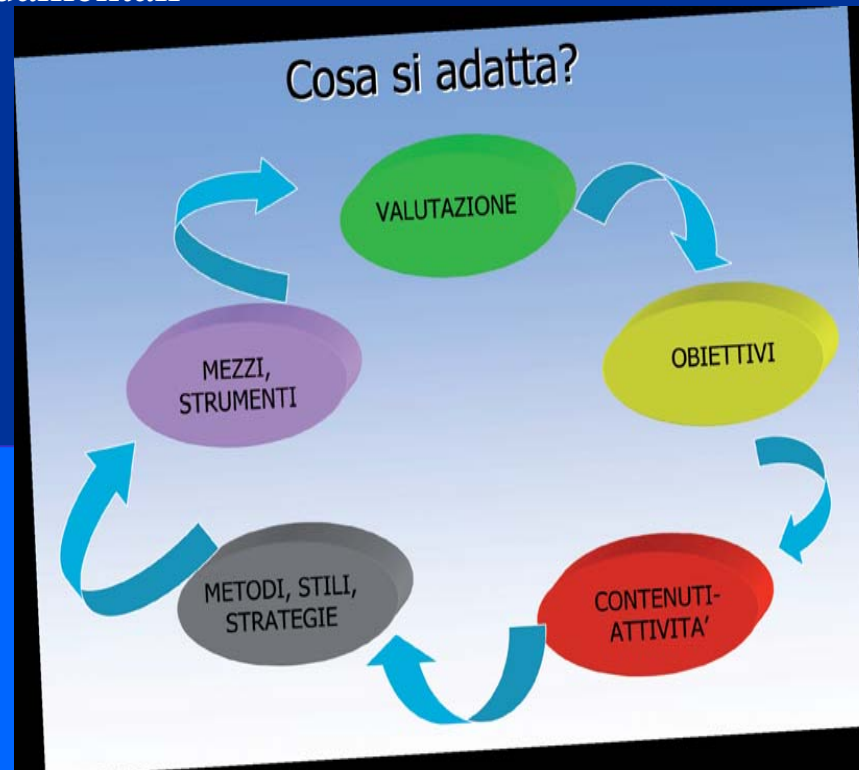 Cosa si adatta?
VALUTAZIONE
OBIETTIVI
CONTENUTI-
ATTIVITA’
METODI, STILI,
STRATEGIE
MEZZI,
STRUMENTI